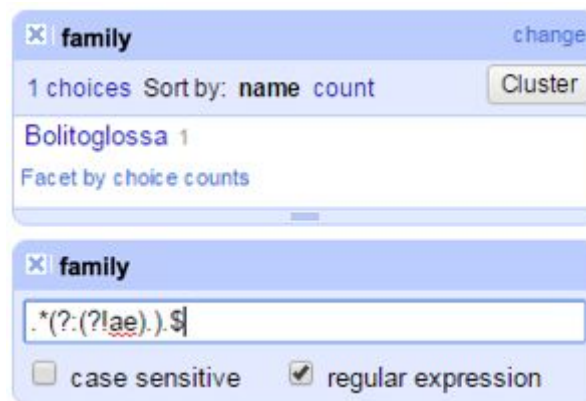 family change
1 choices Sort by: name count Cluster
Bolitoglossa 1
Facet by choice counts
family
.*(?:(?!ae).).$
case sensitive regular expression